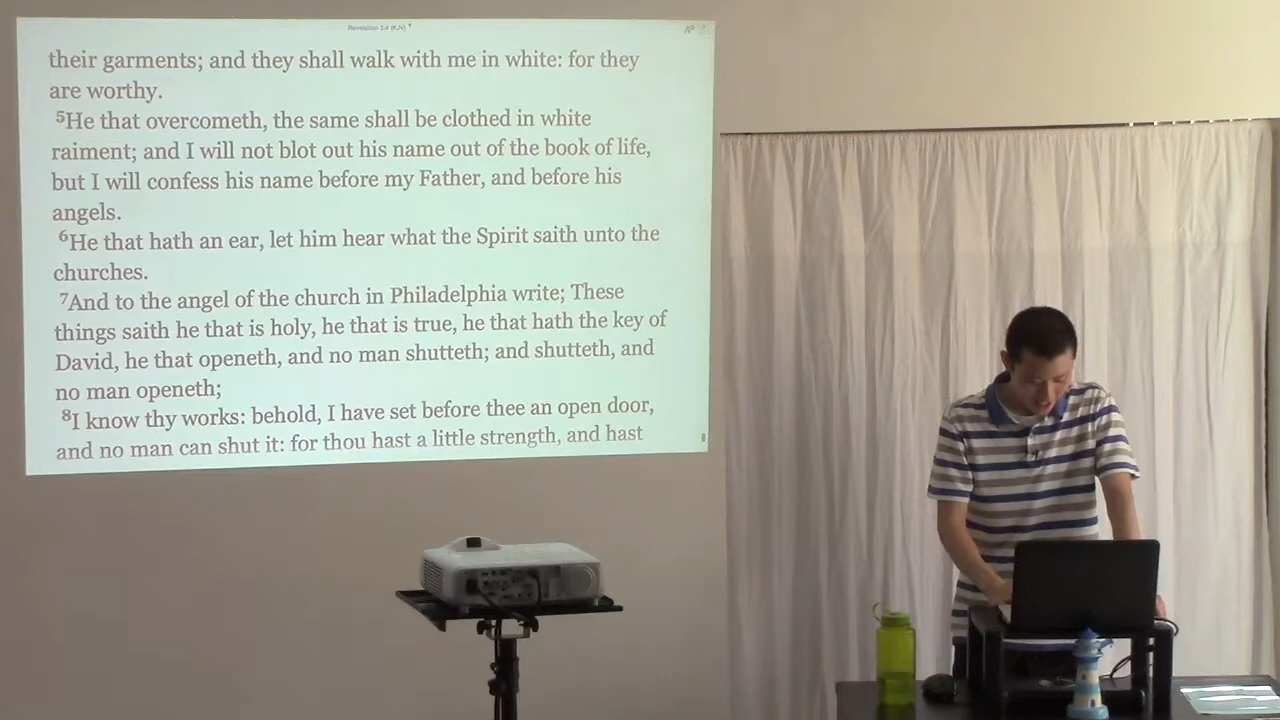 Revelation 3:4 (KJV)
their garments; and they shall walk with me in white: for they
are worthy.
5He that overcometh, the same shall be clothed in white
raiment; and I will not blot out his name out of the book of life,
but I will confess his name before my Father, and before his
angels.
6He that hath an ear, let him hear what the Spirit saith unto the
churches.
7And to the angel of the church in Philadelphia write; These
things saith he that is holy, he that is true, he that hath the key of
David, he that openeth, and no man shutteth; and shutteth, and
no man openeth;
8I know thy works: behold, I have set before thee an open door,
and no man can shut it: for thou hast a little strength, and hast